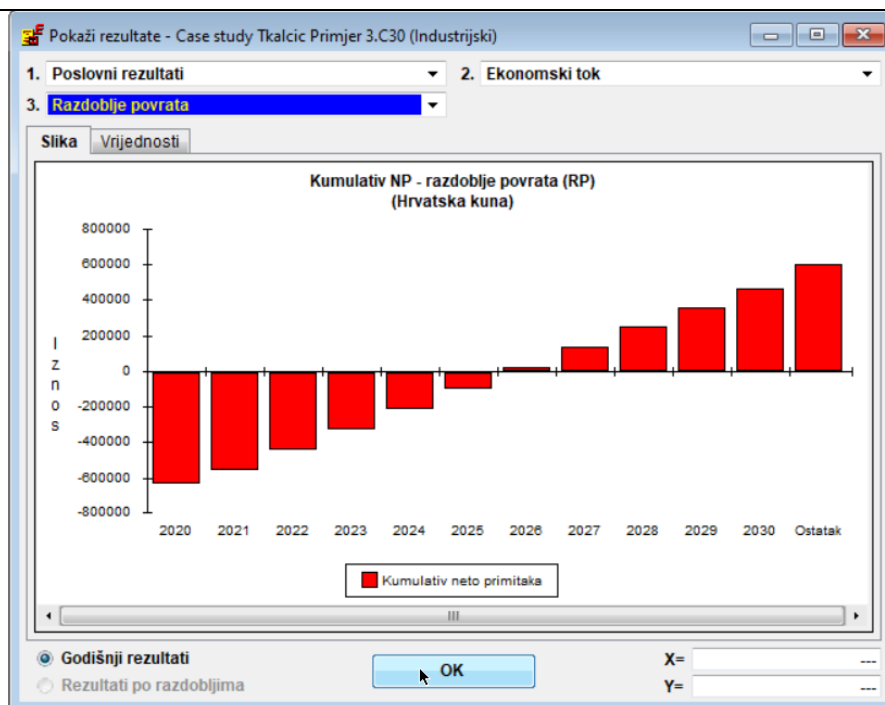 Pokaži rezultate - Case study Tkalcic Primjer 3.C30 (Industrijski)
1. Poslovni rezultati 2. Ekonomski tok
3. Razdoblje povrata
Slika Vrijednosti
Kumulativ NP - razdoblje povrata (RP)
(Hrvatska kuna)
800000
600000
400000
200000
0
-200000
-400000
-600000
-800000
Iznos
2020 2021 2022 2023 2024 2025 2026 2027 2028 2029 2030 Ostatak
Kumulativ neto primitaka
Godišnji rezultati OK X= ---
Rezultati po razdobljima Y= ---